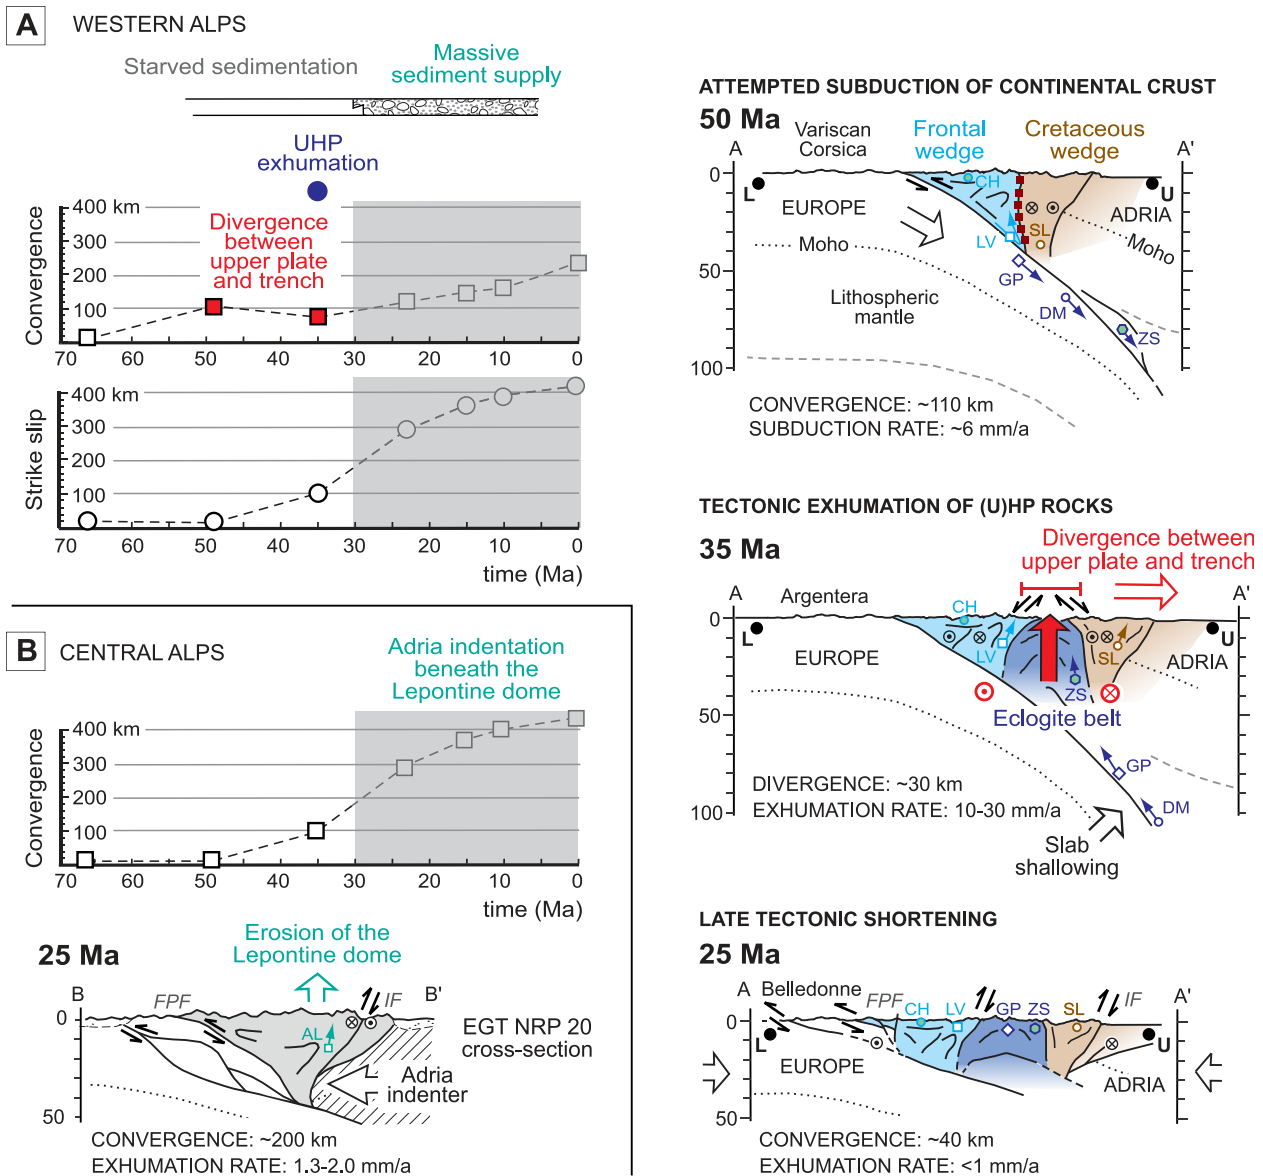 A
WESTERN ALPS
Starved sedimentation
Massive
sediment supply
UHP
exhumation
Divergence
between
upper plate
and trench
Convergence
400 km
300
200
100
70 60 50 40 30 20 10 0
Strike slip
400 km
300
200
100
70 60 50 40 30 20 10 0
time (Ma)
B
CENTRAL ALPS
Adria indentation
beneath the
Lepontine dome
Convergence
400 km
300
200
100
70 60 50 40 30 20 10 0
time (Ma)
25 Ma
Erosion of the
Lepontine dome
B
FPF
IF
B'
0
AL
EGT NRP 20
cross-section
Adria
indenter
50
CONVERGENCE: ~200 km
EXHUMATION RATE: 1.3-2.0 mm/a
ATTEMPTED SUBDUCTION OF CONTINENTAL CRUST
50 Ma
Variscan
Corsica
Frontal
wedge
Cretaceous
wedge
A
A'
0
CH
L
U
EUROPE
ADRIA
LV
SL
Moho
Moho
50
GP
DM
Lithospheric
mantle
ZS
100
CONVERGENCE: ~110 km
SUBDUCTION RATE: ~6 mm/a
TECTONIC EXHUMATION OF (U)HP ROCKS
35 Ma
Divergence between
upper plate and trench
A
Argentera
A'
0
CH
L
U
EUROPE
LV
SL
ADRIA
ZS
50
Eclogite belt
GP
DIVERGENCE: ~30 km
EXHUMATION RATE: 10-30 mm/a
DM
100
Slab
shallowing
LATE TECTONIC SHORTENING
25 Ma
A
Belledonne
FPF
CH
LV
GP
ZS
SL
IF
A'
0
L
U
EUROPE
ADRIA
50
CONVERGENCE: ~40 km
EXHUMATION RATE: <1 mm/a